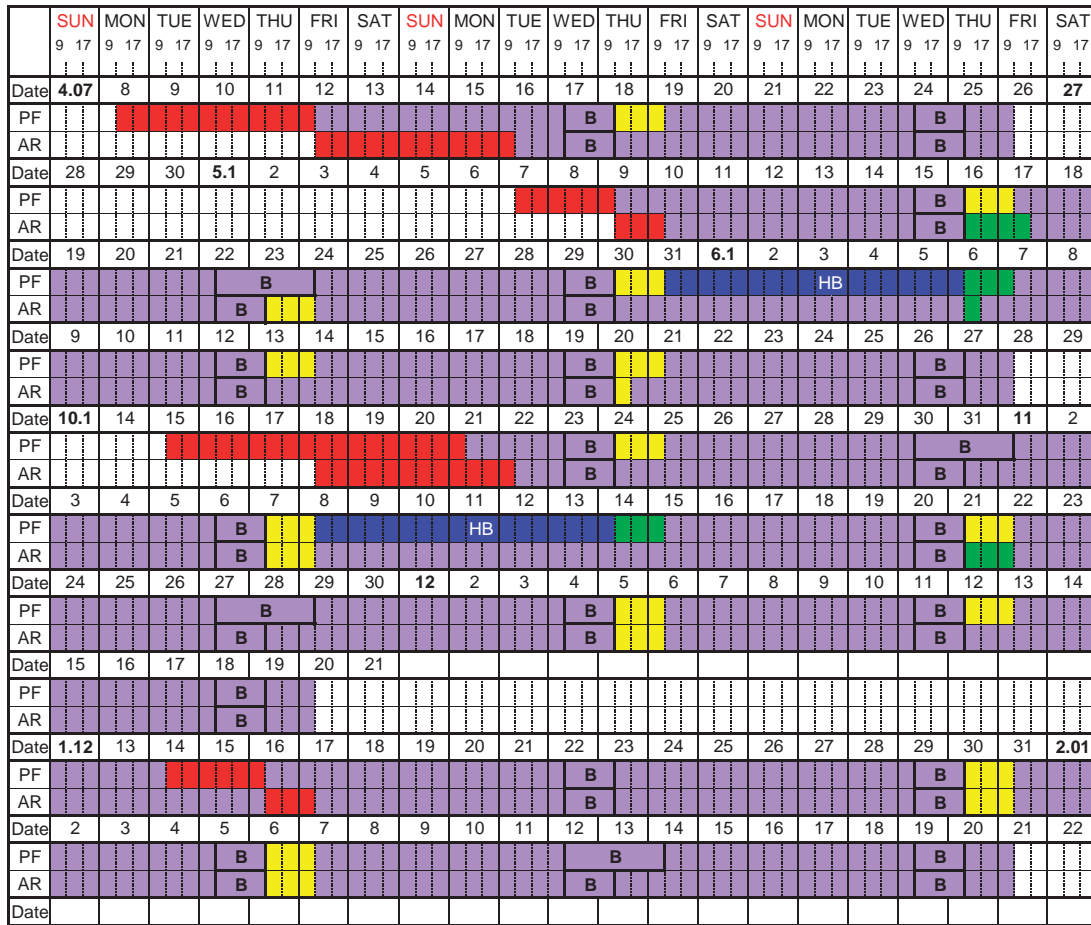 SUN MON TUE WED THU FRI SAT SUN MON TUE WED THU FRI SAT SUN MON TUE WED THU FRI SAT
9 17 9 17 9 17 9 17 9 17 9 17 9 17 9 17 9 17 9 17 9 17 9 17 9 17 9 17 9 17 9 17 9 17 9 17 9 17 9 17 9 17
Date 4.07 8 9 10 11 12 13 14 15 16 17 18 19 20 21 22 23 24 25 26 27
PF B B
AR B B
Date 28 29 30 5.1 2 3 4 5 6 7 8 9 10 11 12 13 14 15 16 17 18
PF B
AR B
Date 19 20 21 22 23 24 25 26 27 28 29 30 31 6.1 2 3 4 5 6 7 8
PF B B HB
AR B B
Date 9 10 11 12 13 14 15 16 17 18 19 20 21 22 23 24 25 26 27 28 29
PF B B B
AR B B B
Date 10.1 14 15 16 17 18 19 20 21 22 23 24 25 26 27 28 29 30 31 11 2
PF B B
AR B B
Date 3 4 5 6 7 8 9 10 11 12 13 14 15 16 17 18 19 20 21 22 23
PF B HB B
AR B B
Date 24 25 26 27 28 29 30 12 2 3 4 5 6 7 8 9 10 11 12 13 14
PF B B B
AR B B B
Date 15 16 17 18 19 20 21
PF B
AR B
Date 1.12 13 14 15 16 17 18 19 20 21 22 23 24 25 26 27 28 29 30 31 2.01
PF B B
AR B B
Date 2 3 4 5 6 7 8 9 10 11 12 13 14 15 16 17 18 19 20 21 22
PF B B B
AR B B B
Date